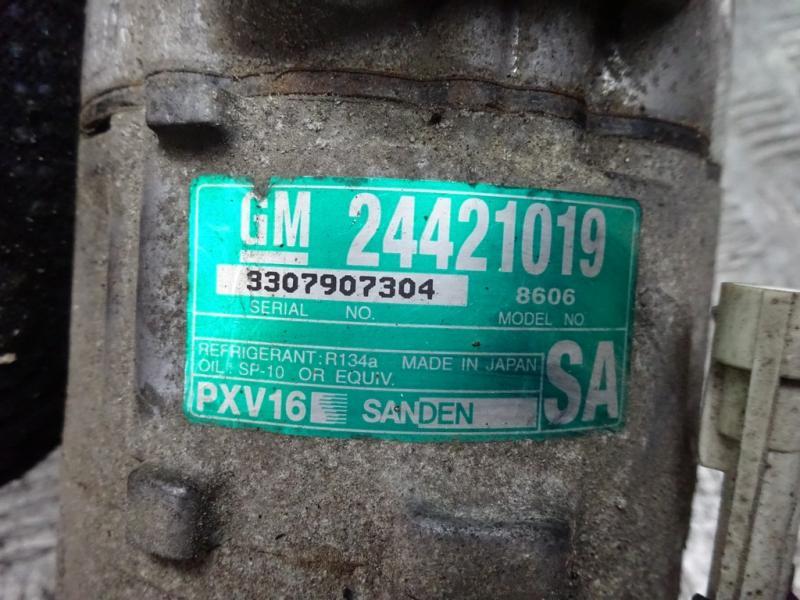 GM 24421019
3307907304 8606
SERIAL NO. MODEL NO
REFRIGERANT: R134a MADE IN JAPAN
OIL: SP-10 OR EQUIV.
PXV16 SANDEN SA